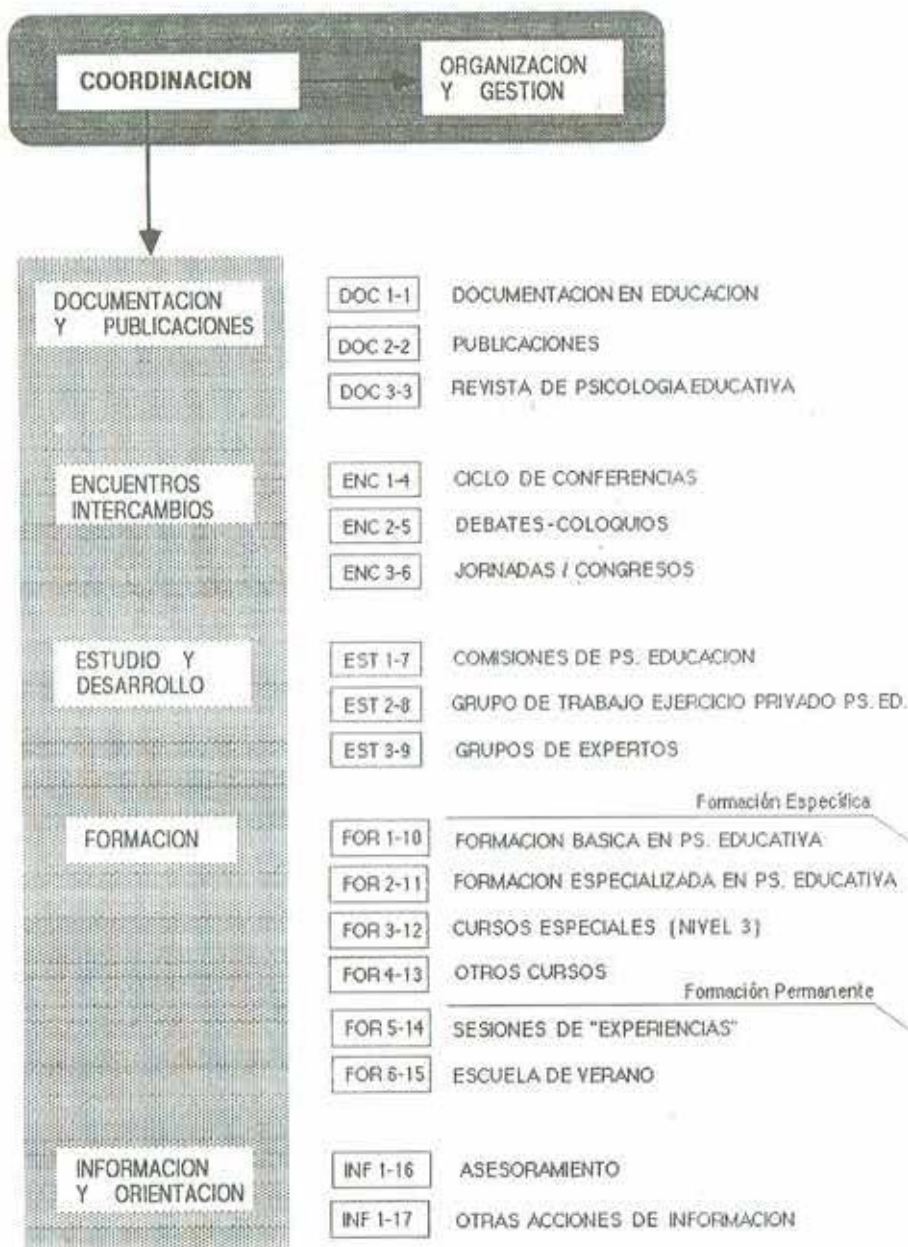 COORDINACION
ORGANIZACION
Y GESTION
DOCUMENTACION
Y PUBLICACIONES
DOC 1-1 DOCUMENTACION EN EDUCACION
DOC 2-2 PUBLICACIONES
DOC 3-3 REVISTA DE PSICOLOGIA EDUCATIVA
ENCUENTROS
INTERCAMBIOS
ENC 1-4 CICLO DE CONFERENCIAS
ENC 2-5 DEBATES-COLOQUIOS
ENC 3-6 JORNADAS / CONGRESOS
ESTUDIO Y
DESARROLLO
EST 1-7 COMISIONES DE PS. EDUCACION
EST 2-8 GRUPO DE TRABAJO EJERCICIO PRIVADO PS. ED.
EST 3-9 GRUPOS DE EXPERTOS
Formación Específica
FORMACION
FOR 1-10 FORMACION BASICA EN PS. EDUCATIVA
FOR 2-11 FORMACION ESPECIALIZADA EN PS. EDUCATIVA
FOR 3-12 CURSOS ESPECIALES (NIVEL 3)
FOR 4-13 OTROS CURSOS
Formación Permanente
FOR 5-14 SESIONES DE "EXPERIENCIAS"
FOR 6-15 ESCUELA DE VERANO
INFORMACION
Y ORIENTACION
INF 1-16 ASESORAMIENTO
INF 1-17 OTRAS ACCIONES DE INFORMACION